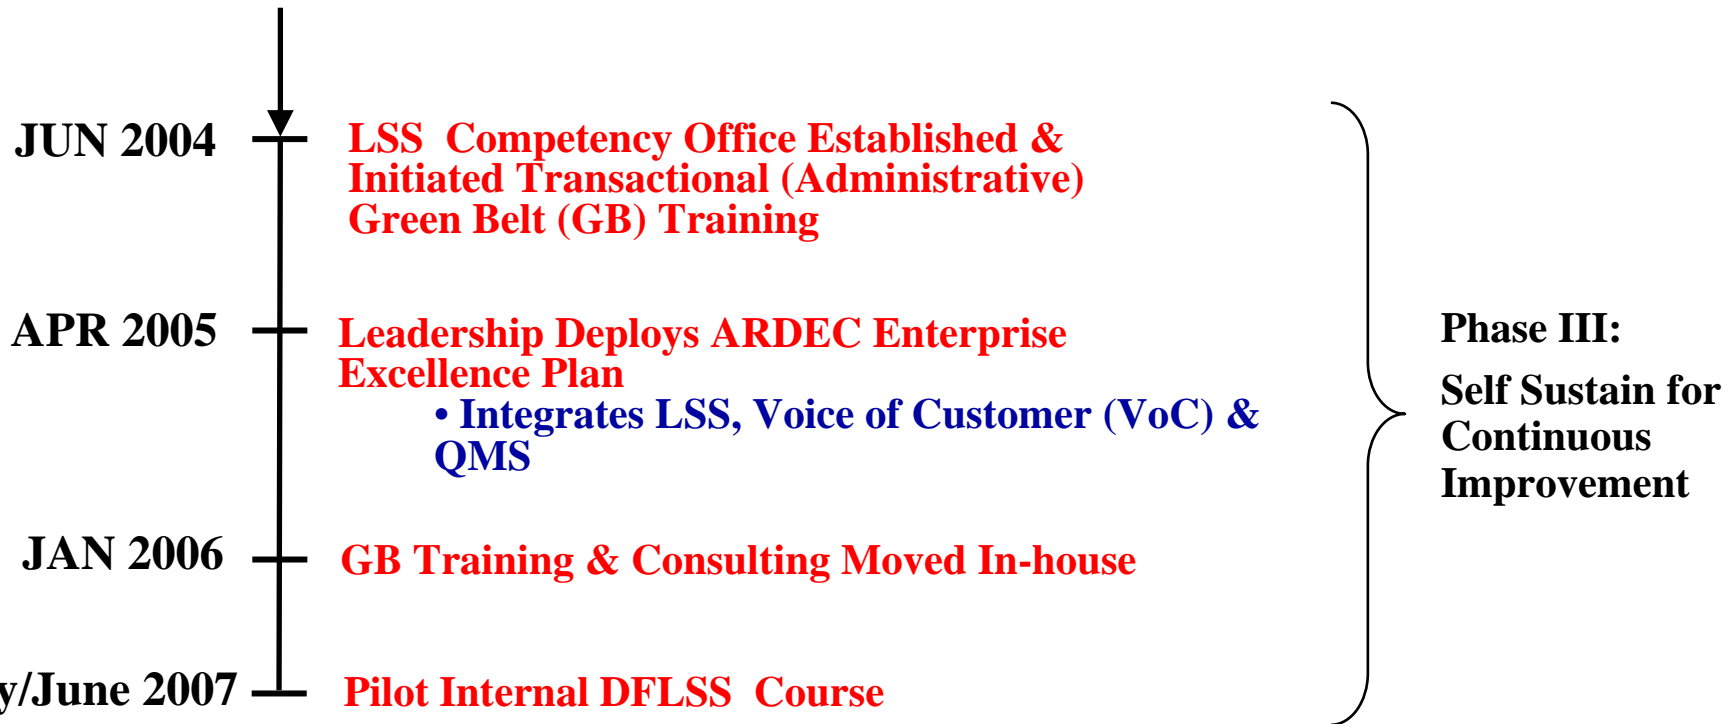 JUN 2004
LSS Competency Office Established &
Initiated Transactional (Administrative)
Green Belt (GB) Training
APR 2005
Leadership Deploys ARDEC Enterprise
Excellence Plan
• Integrates LSS, Voice of Customer (VoC) &
QMS
JAN 2006
GB Training & Consulting Moved In-house
y/June 2007
Pilot Internal DFLSS Course
Phase III:
Self Sustain for
Continuous
Improvement